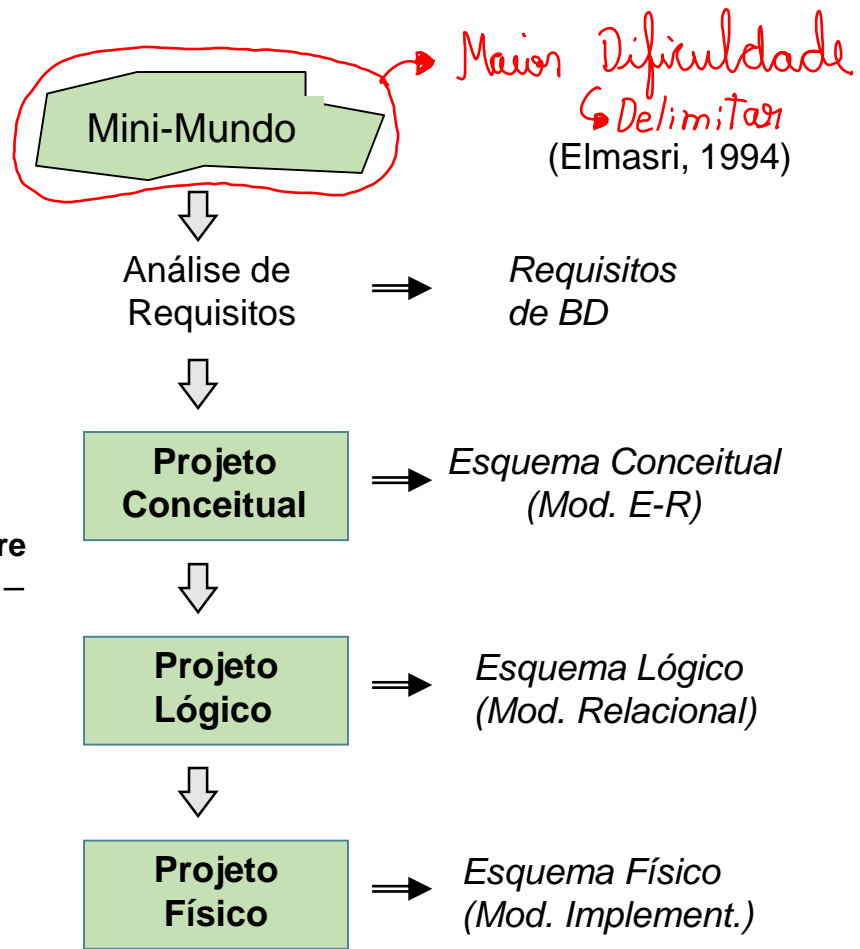 Maior Dificuldade
Delimitar
Mini-Mundo
(Elmasri, 1994)
Análise de
Requisitos
Requisitos
de BD
Projeto
Conceitual
Esquema Conceitual
(Mod. E-R)
re
–
Projeto
Lógico
Esquema Lógico
(Mod. Relacional)
Projeto
Físico
Esquema Físico
(Mod. Implement.)